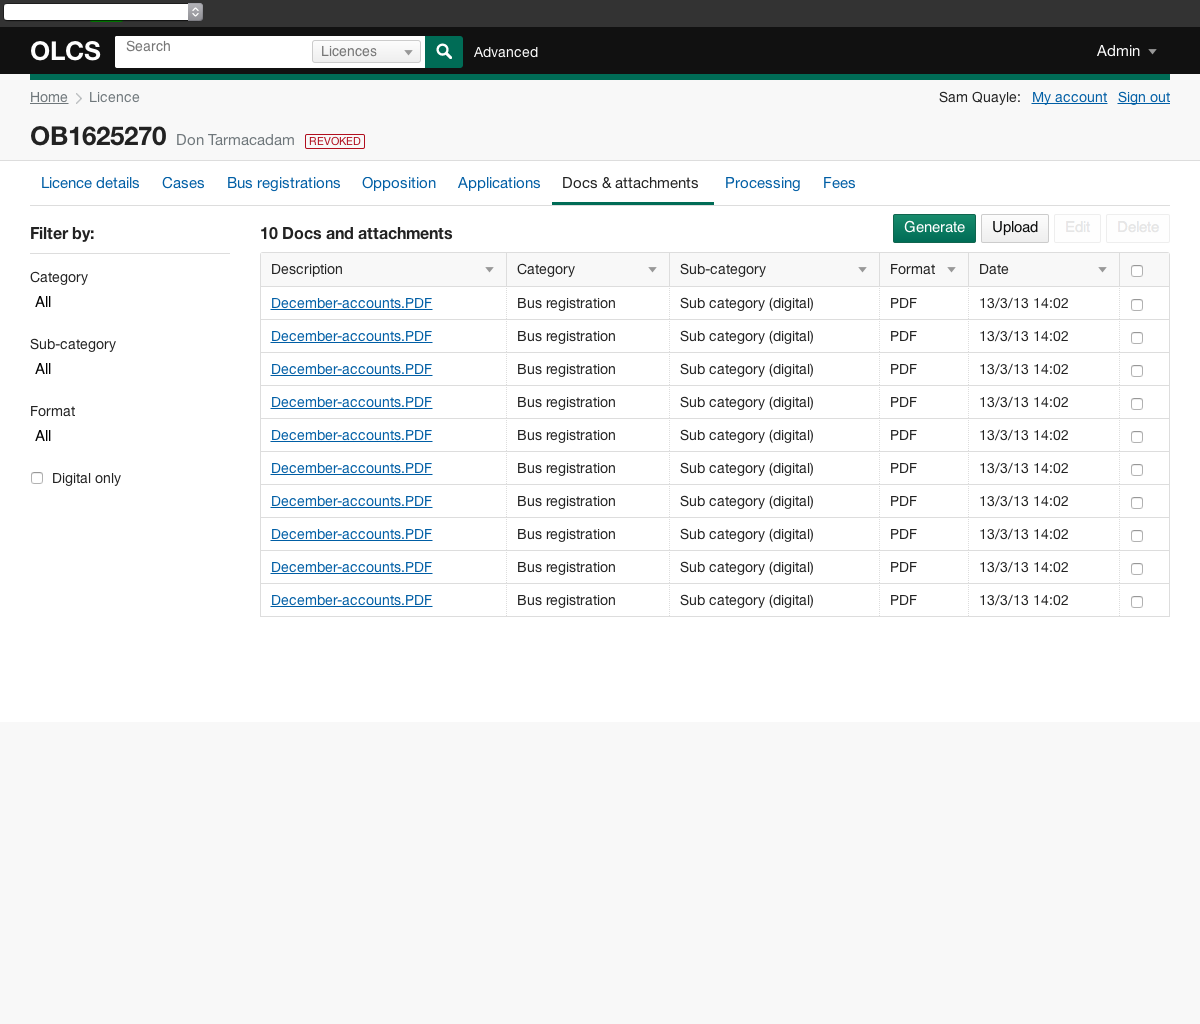 OLCS Search Licences Advanced Admin
Home Licence Sam Quayle: My account Sign out
OB1625270 Don Tarmacadam REVOKED
Licence details Cases Bus registrations Opposition Applications Docs & attachments Processing Fees
Filter by:
Category
All
Sub-category
All
Format
All
Digital only
10 Docs and attachments Generate Upload Edit Delete
Description Category Sub-category Format Date
December-accounts.PDF Bus registration Sub category (digital) PDF 13/3/13 14:02
December-accounts.PDF Bus registration Sub category (digital) PDF 13/3/13 14:02
December-accounts.PDF Bus registration Sub category (digital) PDF 13/3/13 14:02
December-accounts.PDF Bus registration Sub category (digital) PDF 13/3/13 14:02
December-accounts.PDF Bus registration Sub category (digital) PDF 13/3/13 14:02
December-accounts.PDF Bus registration Sub category (digital) PDF 13/3/13 14:02
December-accounts.PDF Bus registration Sub category (digital) PDF 13/3/13 14:02
December-accounts.PDF Bus registration Sub category (digital) PDF 13/3/13 14:02
December-accounts.PDF Bus registration Sub category (digital) PDF 13/3/13 14:02
December-accounts.PDF Bus registration Sub category (digital) PDF 13/3/13 14:02